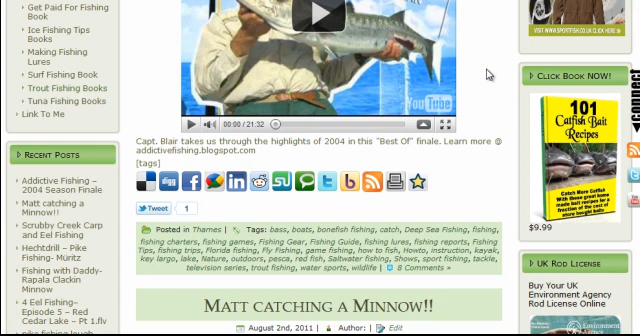 Get Paid For Fishing
Book
Ice Fishing Tips
Books
Making Fishing
Lures
Surf Fishing Book
Trout Fishing Books
Tuna Fishing Books
Link To Me
Recent Posts
Addictive Fishing –
2004 Season Finale
Matt catching a
Minnow!!
Scrubby Creek Carp
and Eel Fishing
Hechtdrill – Pike
Fishing- Müritz
Fishing with Daddy-
Rapala Clackin
Minnow
4 Eel Fishing–
Episode 5 – Red
Cedar Lake – Pt 1.flv
YouTube
00:00 / 21:32
Capt. Blair takes us through the highlights of 2004 in this "Best Of" finale. Learn more @
addictivefishing.blogspot.com
[tags]
digg
Tweet 1
Posted in Thames | Tags: bass, boats, bonefish fishing, catch, Deep Sea Fishing, fishing,
fishing charters, fishing games, Fishing Gear, Fishing Guide, fishing lures, fishing reports, Fishing
Tips, fishing trips, Florida fishing, Fly Fishing, game fishing, how to fish, Howto, instruction, kayak,
key largo, lake, Nature, outdoors, pesca, red fish, Saltwater fishing, Shows, sport fishing, tackle,
television series, trout fishing, water sports, wildlife | 8 Comments »
Matt catching a Minnow!!
August 2nd, 2011 | Author: | Edit
VISIT WWW.SPORTFISH.CO.UK CLICK HERE
Click Book NOW!
101
Catfish Bait
Recipes
Catch More Catfish
$9.99
UK Rod License
Buy Your UK
Environment Agency
Rod License Online
Environment
connect